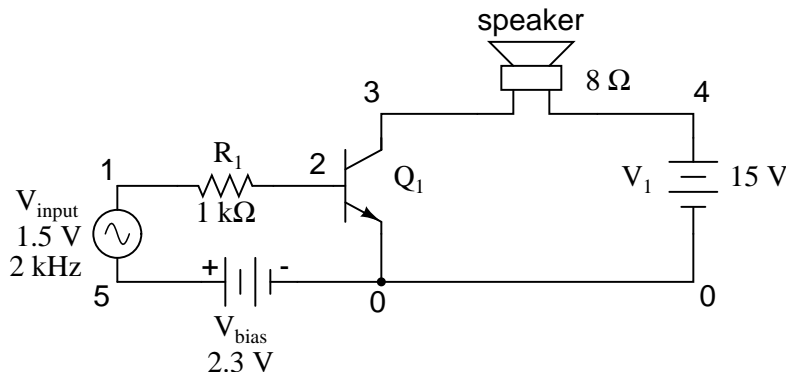 speaker
8 Ω
3
4
R1
1
2
Q1
V1
15 V
Vinput
1.5 V
2 kHz
1 kΩ
+
-
5
0
0
Vbias
2.3 V